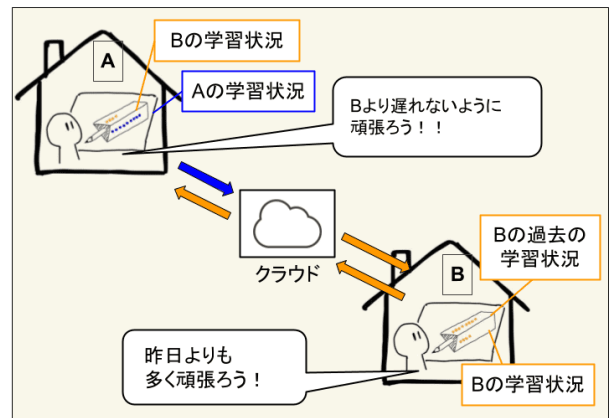 A
Bの学習状況
Aの学習状況
Bより遅れないように
頑張ろう！！
クラウド
Bの過去の
学習状況
B
昨日よりも
多く頑張ろう！
Bの学習状況